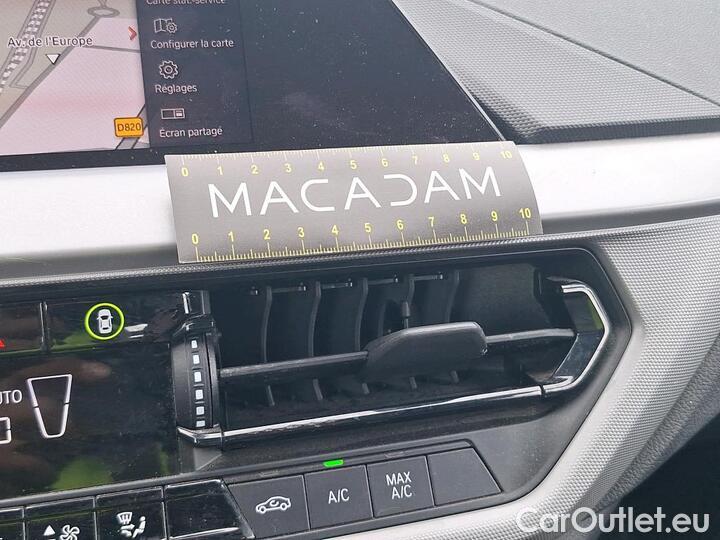 Carte stat.-service
Av. de l'Europe
Configurer la carte
Réglages
D820
Écran partagé
0 1 2 3 4 5 6 7 8 9 10
MACADAM
0 1 2 3 4 5 6 7 8 9 10
AUTO
A/C
MAX
A/C
CarOutlet.eu